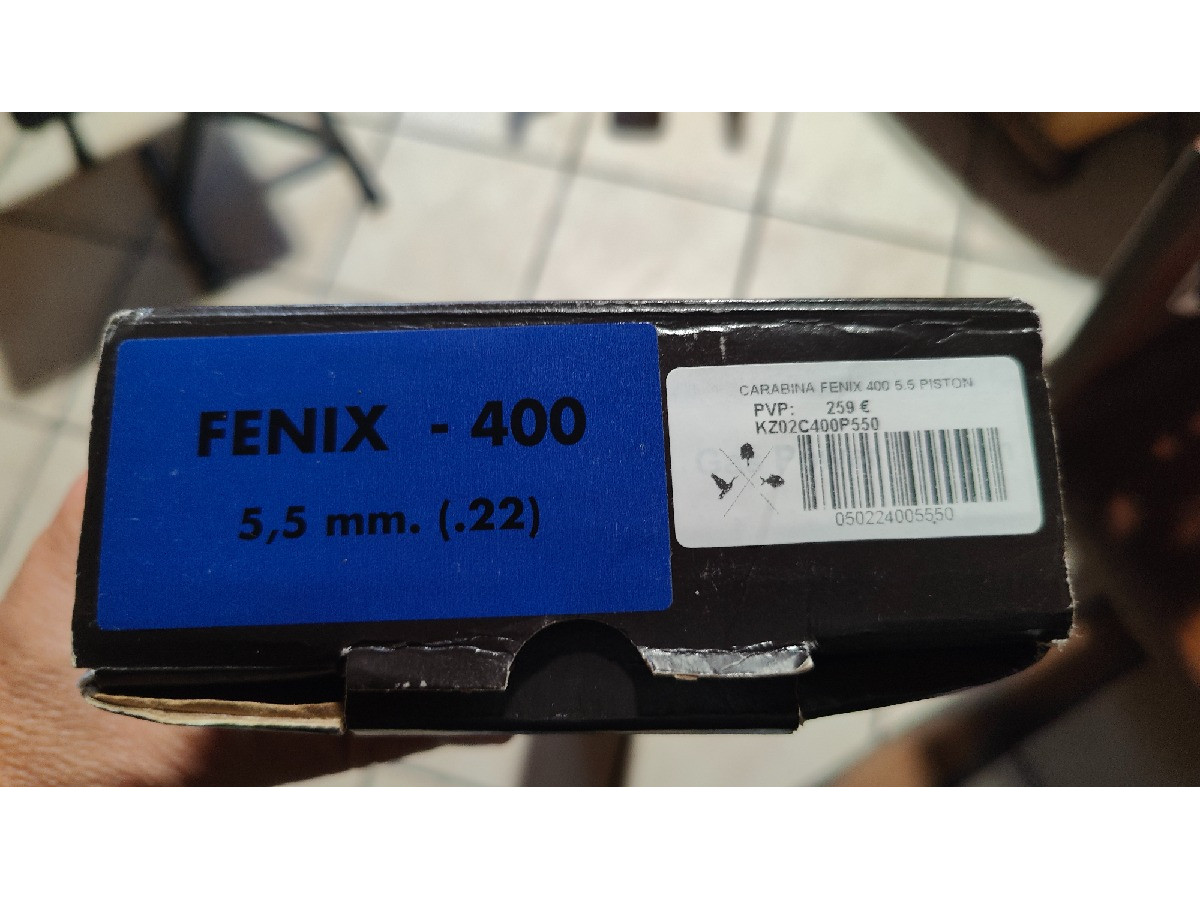 FENIX - 400
5,5 mm. (.22)
CARABINA FENIX 400 5.5 PISTON
PVP: 259 €
KZ02C400P550
050224005550